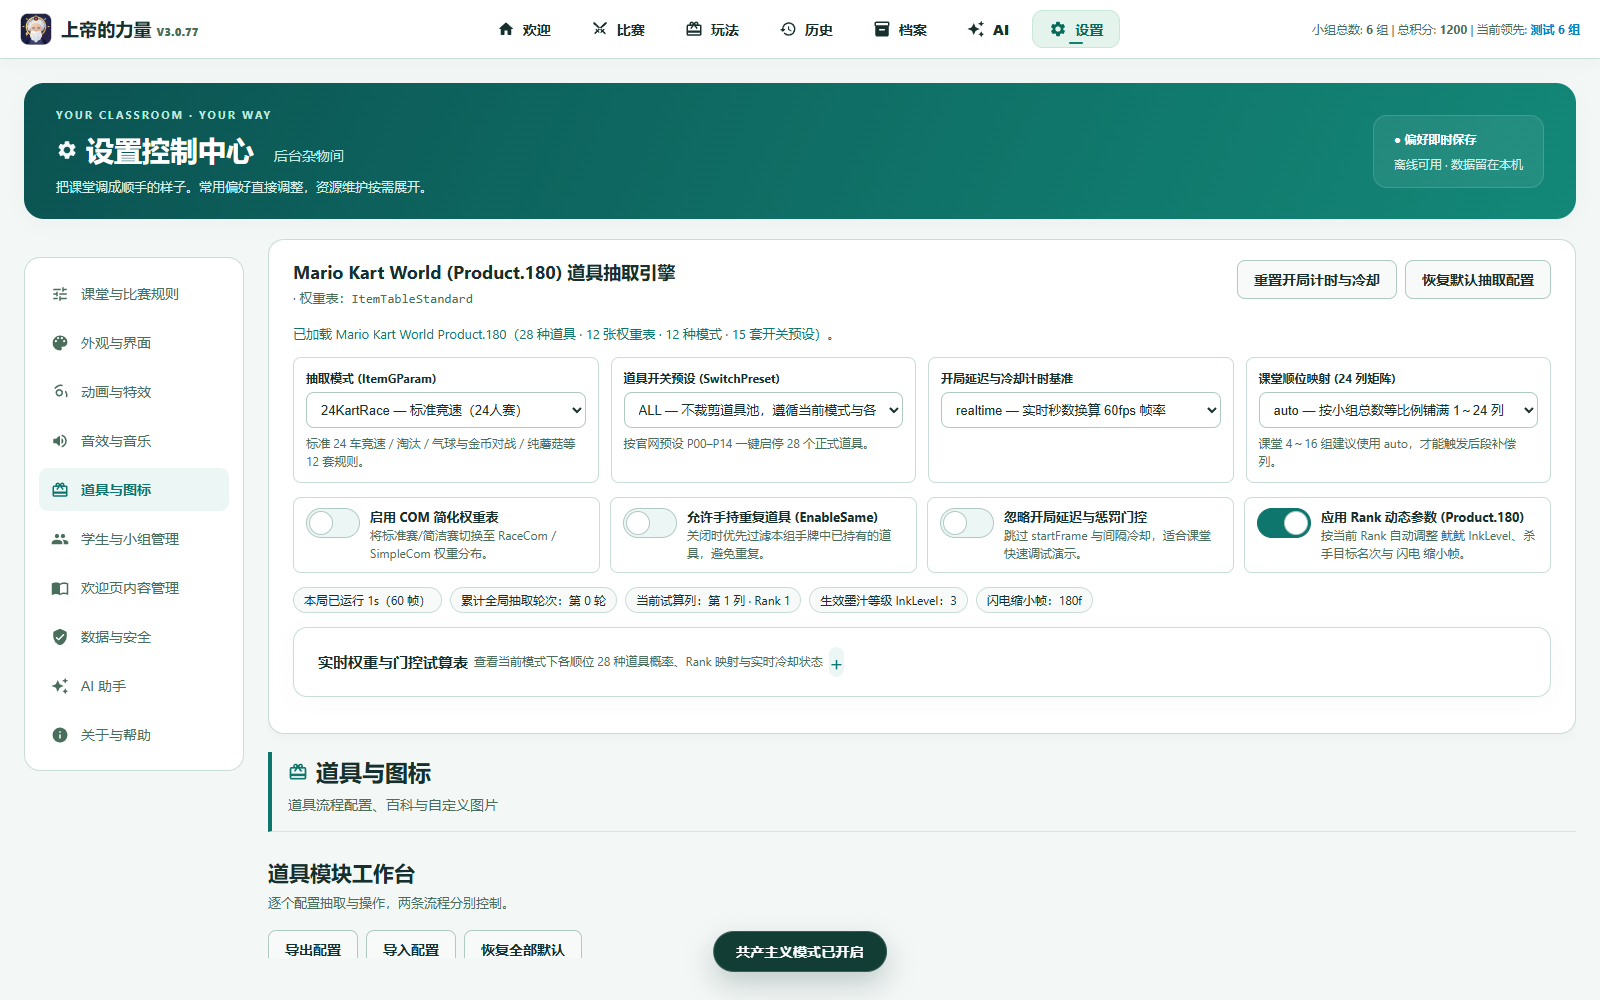 上帝的力量 V3.0.77
欢迎
比赛
玩法
历史
档案
AI
设置
小组总数: 6 组 | 总积分: 1200 | 当前领先: 测试 6 组
YOUR CLASSROOM · YOUR WAY
设置控制中心 后台杂物间
把课堂调成顺手的样子。常用偏好直接调整，资源维护按需展开。
● 偏好即时保存
离线可用 · 数据留在本机
课堂与比赛规则
外观与界面
动画与特效
音效与音乐
道具与图标
学生与小组管理
欢迎页内容管理
数据与安全
AI 助手
关于与帮助
Mario Kart World (Product.180) 道具抽取引擎
· 权重表：ItemTableStandard
重置开局计时与冷却
恢复默认抽取配置
已加载 Mario Kart World Product.180（28 种道具 · 12 张权重表 · 12 种模式 · 15 套开关预设）。
抽取模式 (ItemGParam)
24KartRace — 标准竞速（24人赛）
标准 24 车竞速 / 淘汰 / 气球与金币对战 / 纯蘑菇等
12 套规则。
道具开关预设 (SwitchPreset)
ALL — 不裁剪道具池，遵循当前模式与各
按官网预设 P00–P14 一键启停 28 个正式道具。
开局延迟与冷却计时基准
realtime — 实时秒数换算 60fps 帧率
课堂顺位映射 (24 列矩阵)
auto — 按小组总数等比例铺满 1～24 列
课堂 4～16 组建议使用 auto，才能触发后段补偿
列。
启用 COM 简化权重表
将标准赛/简洁赛切换至 RaceCom /
SimpleCom 权重分布。
允许手持重复道具 (EnableSame)
关闭时优先过滤本组手牌中已持有的道
具，避免重复。
忽略开局延迟与惩罚门控
跳过 startFrame 与间隔冷却，适合课堂
快速调试演示。
应用 Rank 动态参数 (Product.180)
按当前 Rank 自动调整 鱿鱿 InkLevel、杀
手目标名次与 闪电 缩小帧。
本局已运行 1s（60 帧）
累计全局抽取轮次：第 0 轮
当前试算列：第 1 列 · Rank 1
生效墨汁等级 InkLevel：3
闪电缩小帧：180f
实时权重与门控试算表 查看当前模式下各顺位 28 种道具概率、Rank 映射与实时冷却状态 +
道具与图标
道具流程配置、百科与自定义图片
道具模块工作台
逐个配置抽取与操作，两条流程分别控制。
导出配置
导入配置
恢复全部默认
共产主义模式已开启